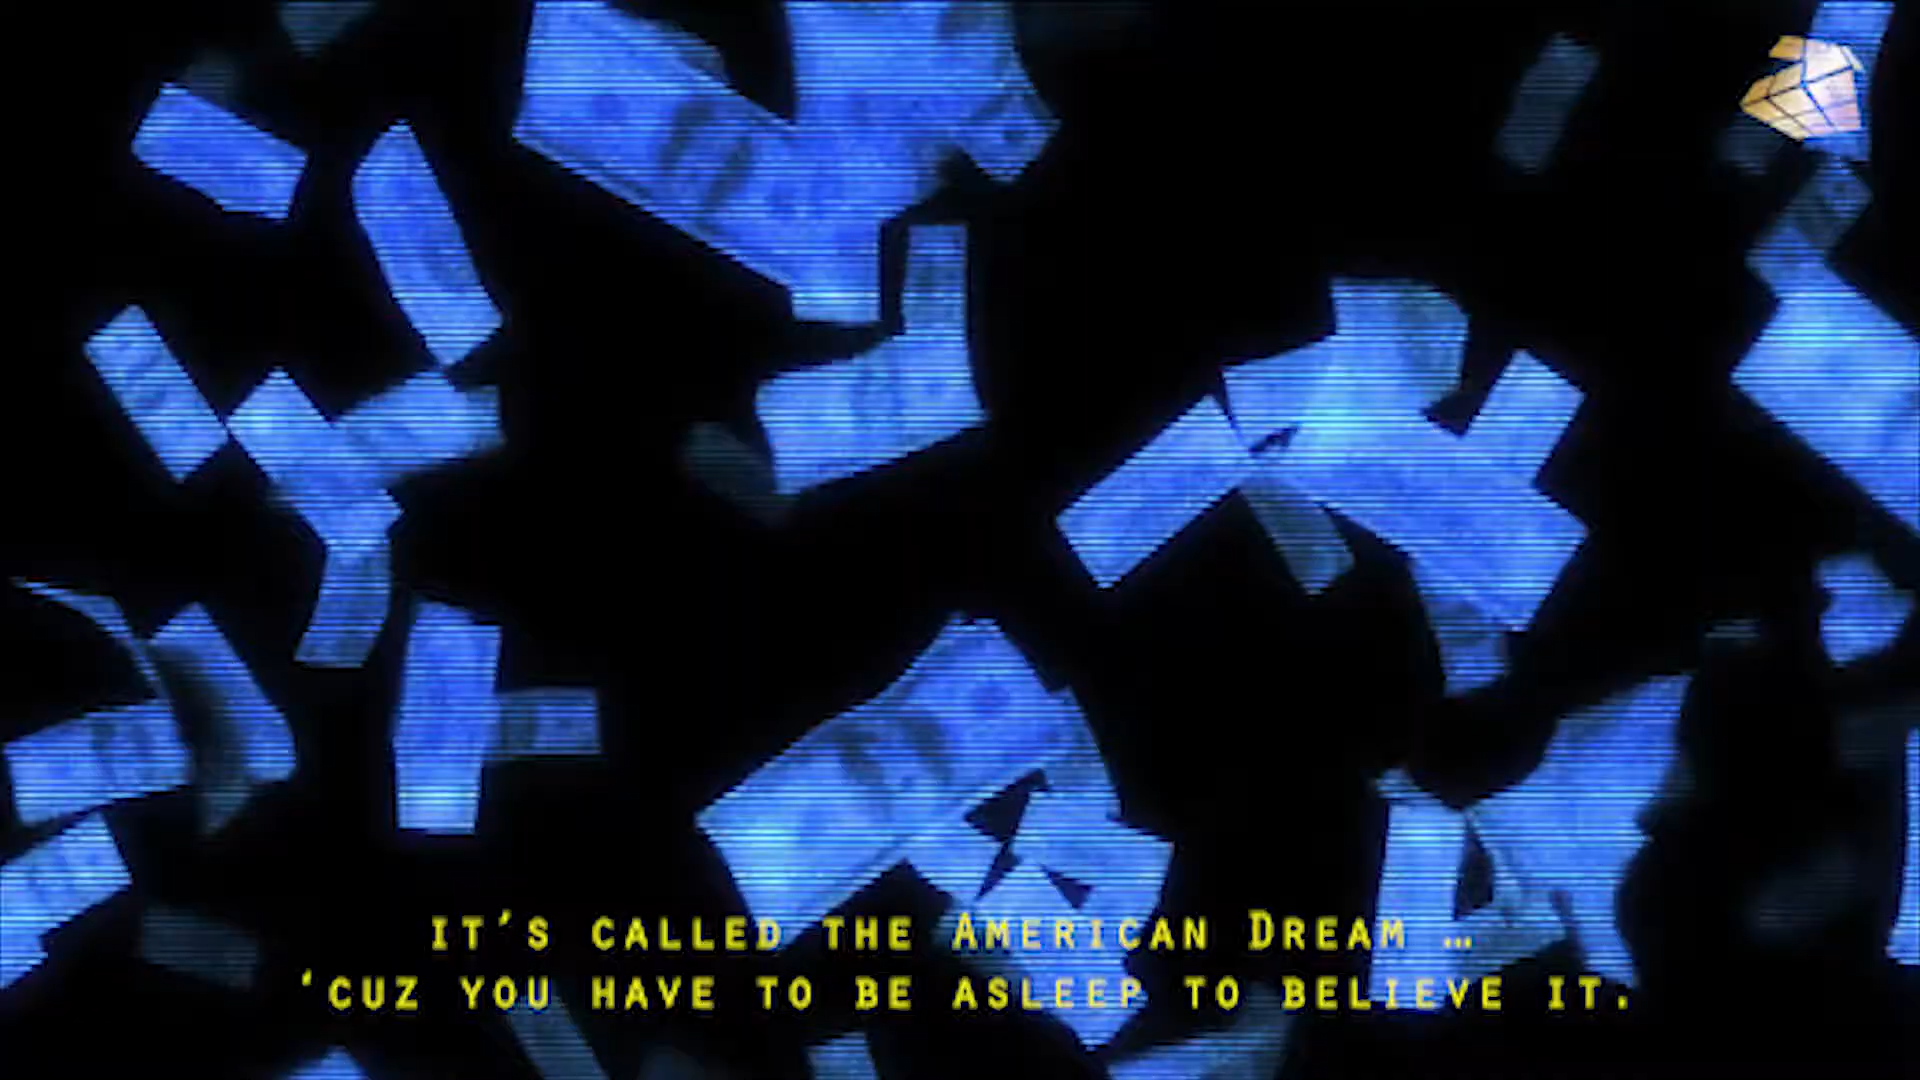 IT'S CALLED THE AMERICAN DREAM …
'CUZ YOU HAVE TO BE ASLEEP TO BELIEVE IT.